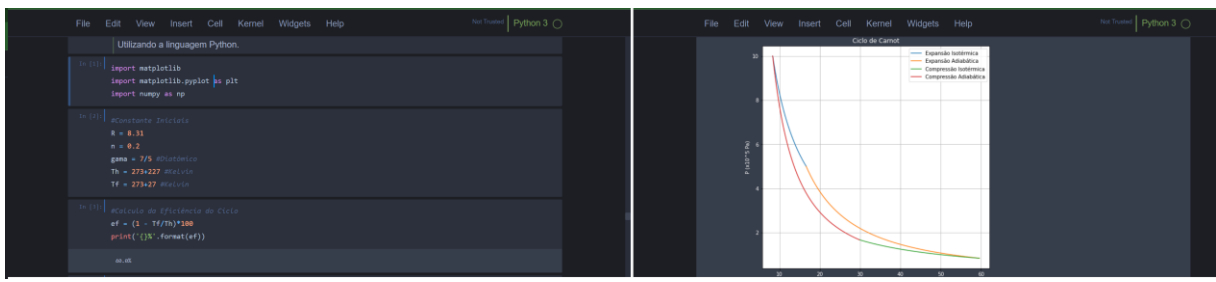 File Edit View Insert Cell Kernel Widgets Help Not Trusted Python 3
Utilizando a linguagem Python.
import matplotlib
import matplotlib.pyplot as plt
import numpy as np
#Constante Iniciais
R = 8.31
n = 0.2
gama = 7/5 #Diatômico
Th = 273+227 #Kelvin
Tf = 273+27 #Kelvin
#Calculo da Eficiência do Ciclo
ef = (1 - Tf/Th)*100
print('{}%'.format(ef))
File Edit View Insert Cell Kernel Widgets Help Not Trusted Python 3
Ciclo de Carnot
Expansão Isotérmica
Expansão Adiabática
Compressão Isotérmica
Compressão Adiabática
10
8
6
4
2
P (x10^5 Pa)
10 20 30 40 50 60